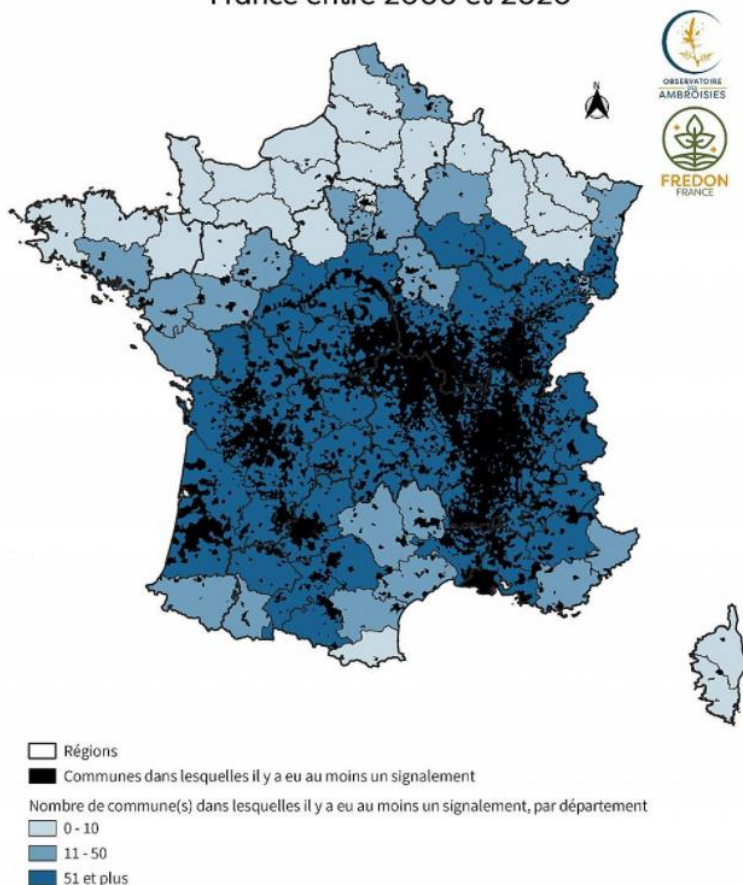 France entre 2000 et 2020
N
OBSERVATOIRE
DES
AMBROISIES
FREDON
FRANCE
Régions
Communes dans lesquelles il y a eu au moins un signalement
Nombre de commune(s) dans lesquelles il y a eu au moins un signalement, par département
0 - 10
11 - 50
51 et plus